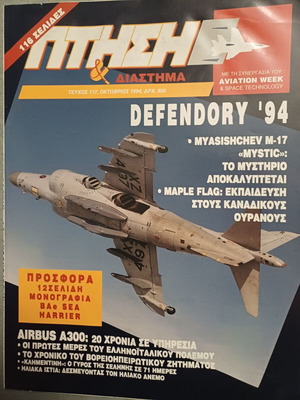 116 ΣΕΛΙΔΕΣ
ΠΤΗΣΗ
& ΔΙΑΣΤΗΜΑ
ΜΕ ΤΗ ΣΥΝΕΡΓΑΣΙΑ ΤΟΥ
AVIATION WEEK
& SPACE TECHNOLOGY
ΤΕΥΧΟΣ 117, ΟΚΤΩΒΡΙΟΣ 1994, ΔΡΧ. 800
DEFENDORY '94
• MYASISHCHEV M-17
«MYSTIC»:
ΤΟ ΜΥΣΤΗΡΙΟ
ΑΠΟΚΑΛΥΠΤΕΤΑΙ
• MAPLE FLAG: ΕΚΠΑΙΔΕΥΣΗ
ΣΤΟΥΣ ΚΑΝΑΔΙΚΟΥΣ
ΟΥΡΑΝΟΥΣ
ΠΡΟΣΦΟΡΑ
12ΣΕΛΙΔΗ
ΜΟΝΟΓΡΑΦΙΑ
BAe SEA
HARRIER
AIRBUS A300: 20 ΧΡΟΝΙΑ ΣΕ ΥΠΗΡΕΣΙΑ
• ΟΙ ΠΡΩΤΕΣ ΜΕΡΕΣ ΤΟΥ ΕΛΛΗΝΟΪΤΑΛΙΚΟΥ ΠΟΛΕΜΟΥ
• ΤΟ ΧΡΟΝΙΚΟ ΤΟΥ ΒΟΡΕΙΟΗΠΕΙΡΩΤΙΚΟΥ ΖΗΤΗΜΑΤΟΣ
• «ΚΛΗΜΕΝΤΙΝΗ»: Ο ΓΥΡΟΣ ΤΗΣ ΣΕΛΗΝΗΣ ΣΕ 71 ΗΜΕΡΕΣ
• ΗΛΙΑΚΑ ΙΣΤΙΑ: ΔΕΣΜΕΥΟΝΤΑΣ ΤΟΝ ΗΛΙΑΚΟ ΑΝΕΜΟ